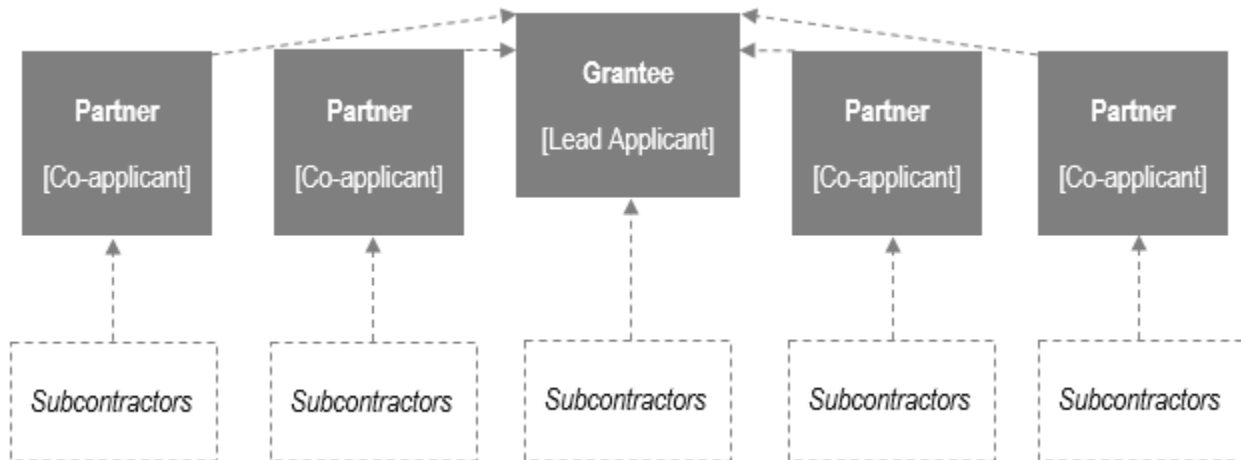 Partner
[Co-applicant]
Partner
[Co-applicant]
Grantee
[Lead Applicant]
Partner
[Co-applicant]
Partner
[Co-applicant]
Subcontractors
Subcontractors
Subcontractors
Subcontractors
Subcontractors